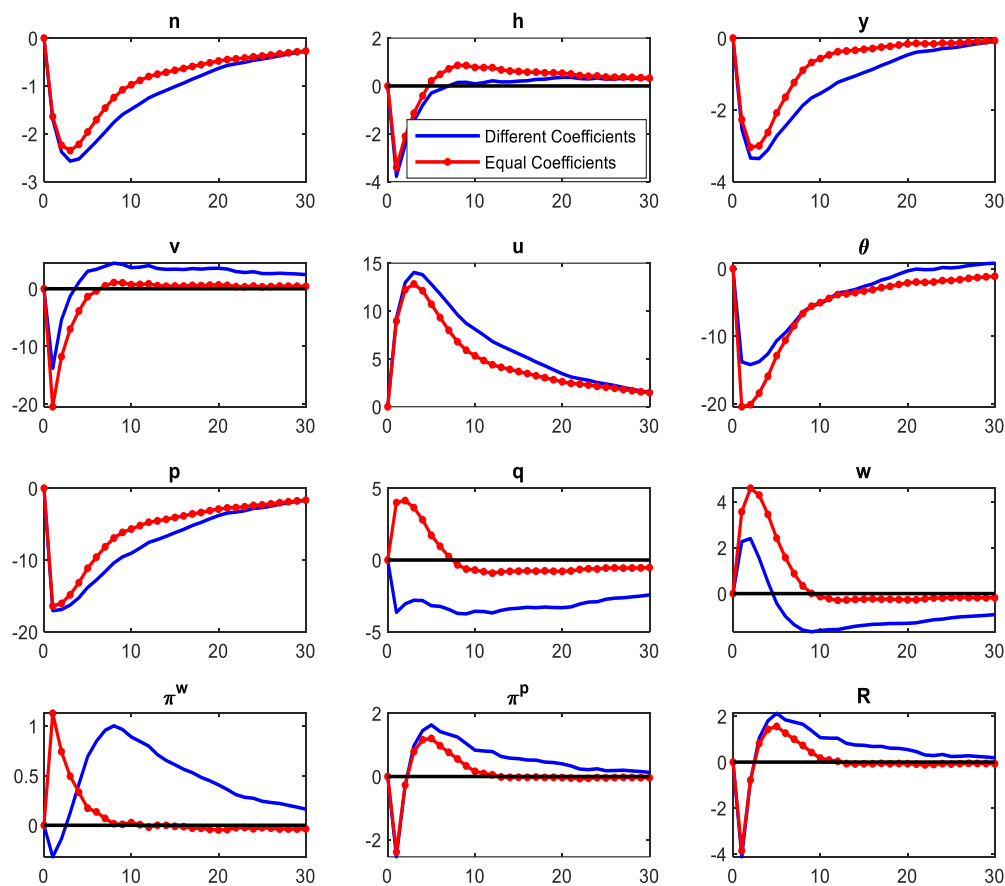 n h y
0 2 0
-1 0 -2
-2 -2
-3 -4 -4
Different Coefficients
Equal Coefficients
0 10 20 30 0 10 20 30 0 10 20 30
v u θ
0 15 0
-10 10 -10
-20 5 -20
0
0 10 20 30 0 10 20 30 0 10 20 30
p q w
0 5 4
-10 0 2
-20 -5 0
0 10 20 30 0 10 20 30 0 10 20 30
π^w π^p R
1 2 2
0.5 0 0
0 -2 -2
-4
0 10 20 30 0 10 20 30 0 10 20 30